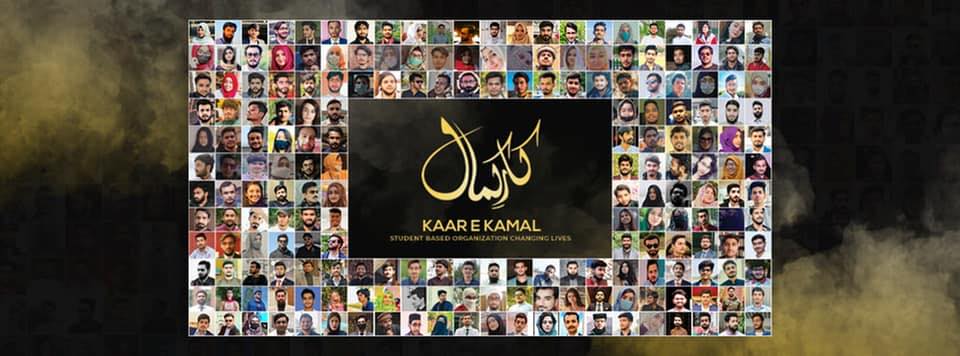 کارِکمال
KAAR E KAMAL
STUDENT BASED ORGANIZATION CHANGING LIVES